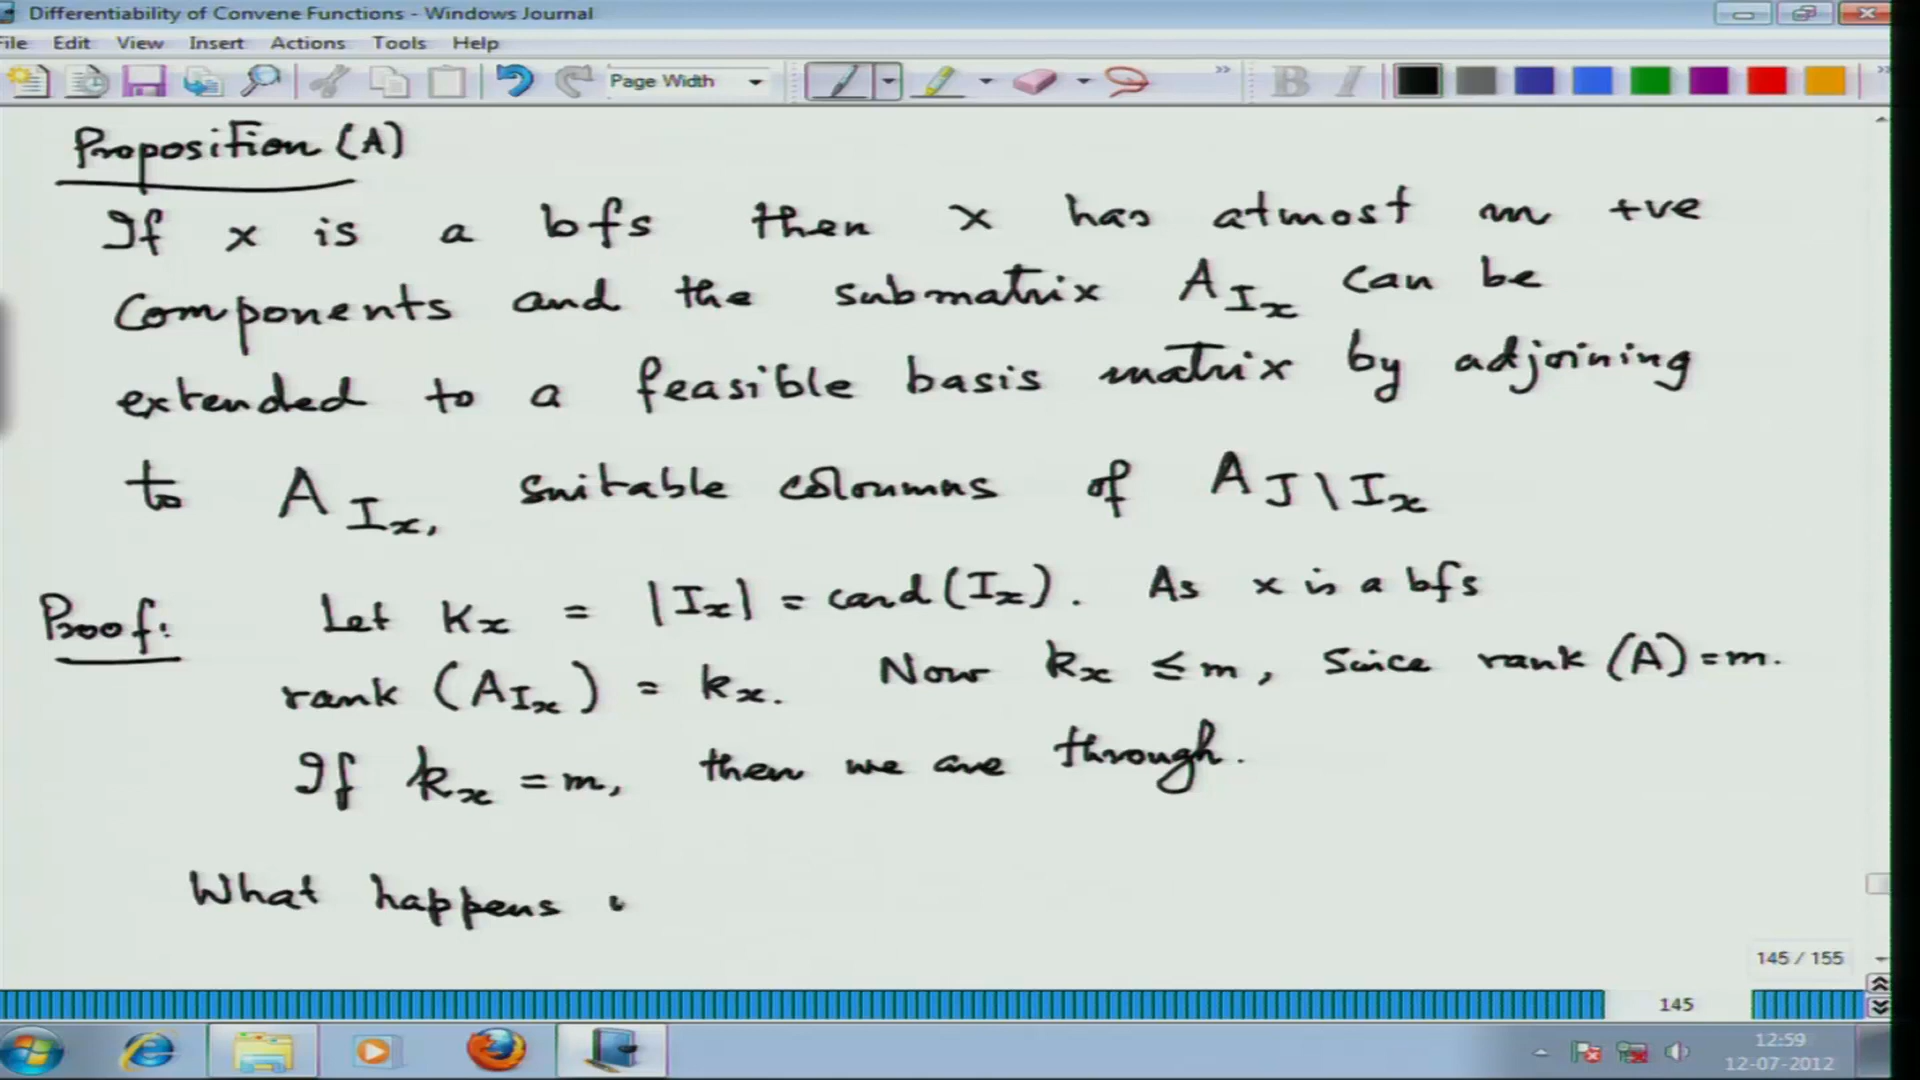 Differentiability of Convene Functions - Windows Journal
File Edit View Insert Actions Tools Help
Page Width
B I
Proposition (A)
If x is a bfs then x has atmost m +ve
Components and the submatrix A_{I_x} can be
extended to a feasible basis matrix by adjoining
to A_{I_x}, suitable coloumns of A_{J \ I_x}
Proof: Let k_x = |I_x| = card(I_x). As x is a bfs
rank (A_{I_x}) = k_x. Now k_x ≤ m, Since rank (A) = m.
If k_x = m, then we are through.
What happens
145 / 155
145
12:59
12-07-2012